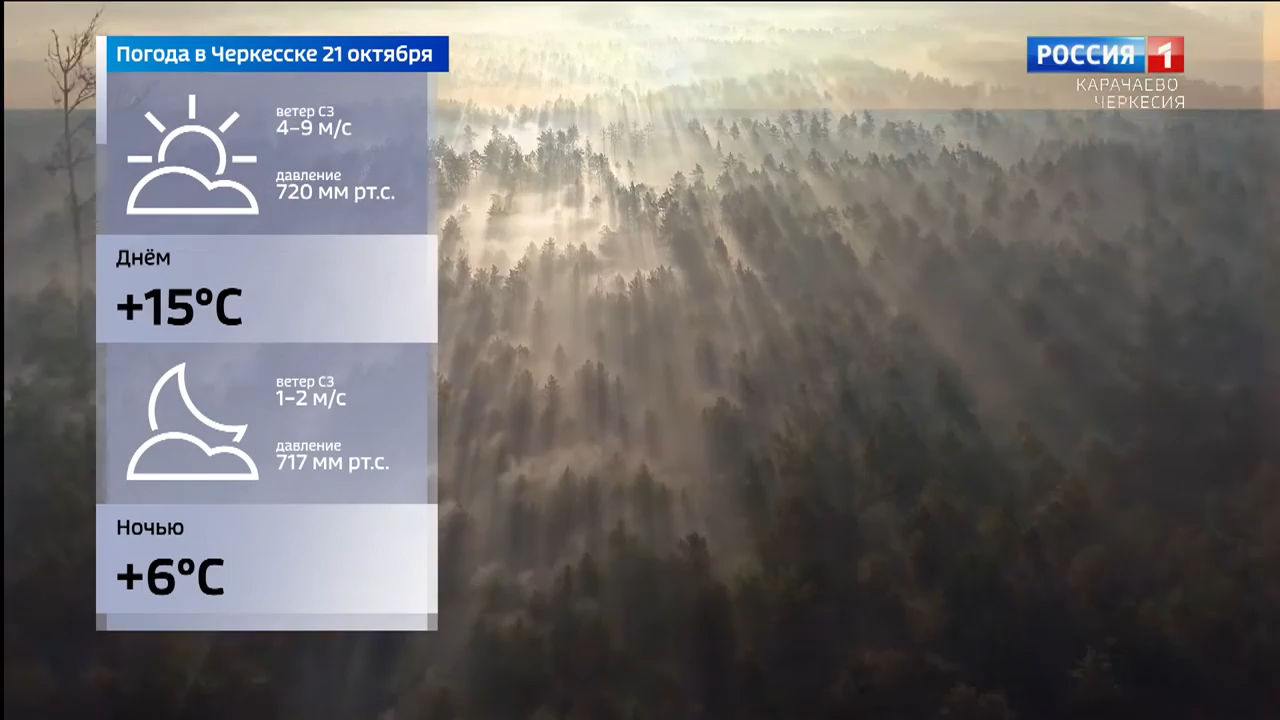 Погода в Черкесске 21 октября
ветер СЗ
4–9 м/с
давление
720 мм рт.с.
Днём
+15°C
ветер СЗ
1–2 м/с
давление
717 мм рт.с.
Ночью
+6°C
РОССИЯ 1
КАРАЧАЕВО
ЧЕРКЕСИЯ